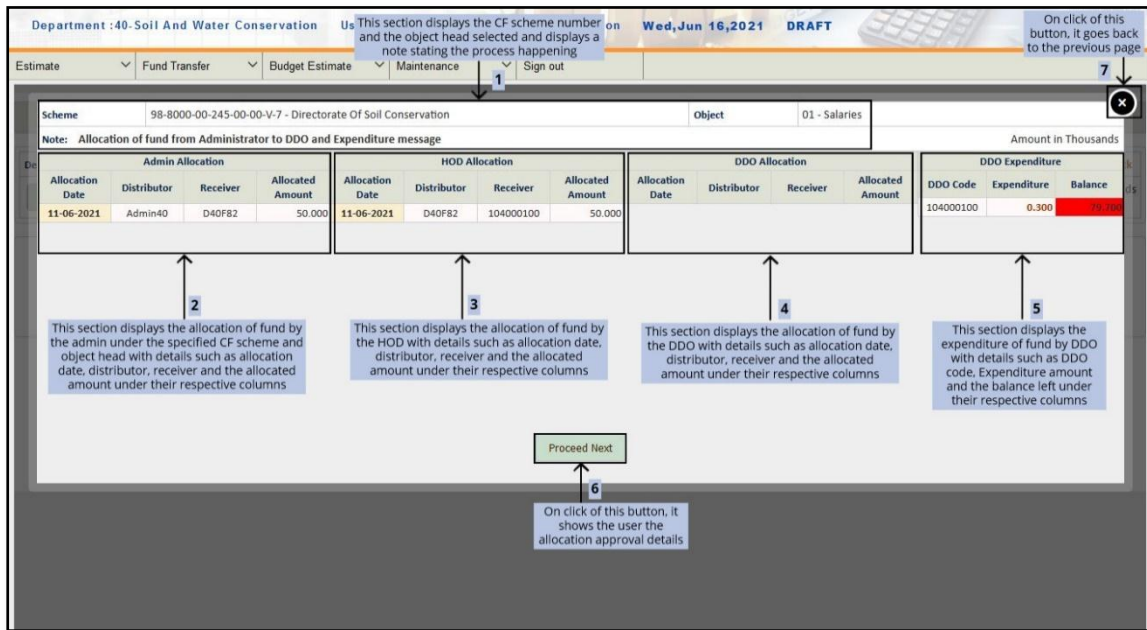 Department :40-Soil And Water Conservation
Us
on
Wed,Jun 16,2021
DRAFT
This section displays the CF scheme number
and the object head selected and displays a
note stating the process happening
1
On click of this
button, it goes back
to the previous page
7
Estimate
Fund Transfer
Budget Estimate
Maintenance
Sign out
Scheme 98-8000-00-245-00-00-V-7 - Directorate Of Soil Conservation Object 01 - Salaries
Note: Allocation of fund from Administrator to DDO and Expenditure message Amount in Thousands
Admin Allocation HOD Allocation DDO Allocation DDO Expenditure
Allocation Date Distributor Receiver Allocated Amount Allocation Date Distributor Receiver Allocated Amount Allocation Date Distributor Receiver Allocated Amount DDO Code Expenditure Balance
11-06-2021 Admin40 D40F82 50.000 11-06-2021 D40F82 104000100 50.000 104000100 0.300 79.700
2
This section displays the allocation of fund by
the admin under the specified CF scheme and
object head with details such as allocation
date, distributor, receiver and the allocated
amount under their respective columns
3
This section displays the allocation of fund by
the HOD with details such as allocation date,
distributor, receiver and the allocated
amount under their respective columns
4
This section displays the allocation of fund by
the DDO with details such as allocation date,
distributor, receiver and the allocated
amount under their respective columns
5
This section displays the
expenditure of fund by DDO
with details such as DDO
code, Expenditure amount
and the balance left under
their respective columns
Proceed Next
6
On click of this button, it
shows the user the
allocation approval details